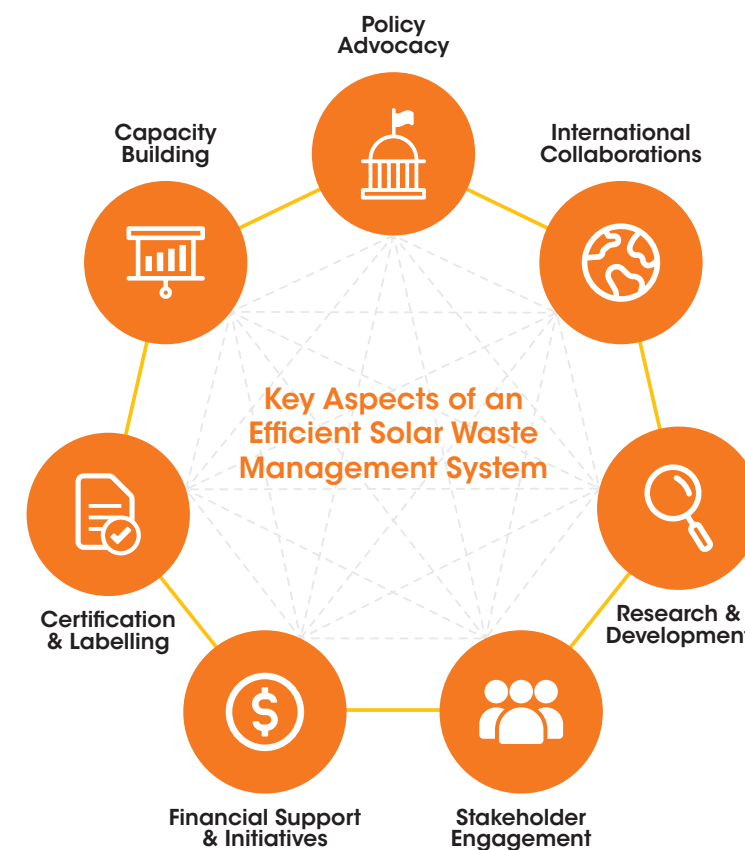 Policy
Advocacy
Capacity
Building
International
Collaborations
Key Aspects of an
Efficient Solar Waste
Management System
Certification
& Labelling
Research &
Development
Financial Support
& Initiatives
Stakeholder
Engagement